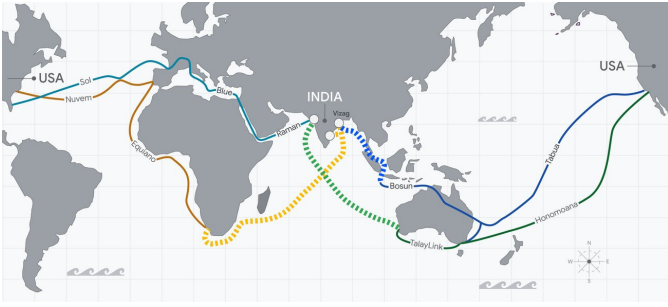 USA
Sol
Nuvem
Blue
Raman
INDIA
Vizag
Equiano
Bosun
TalayLink
Honomoana
Tabua
USA
N
W
E
S